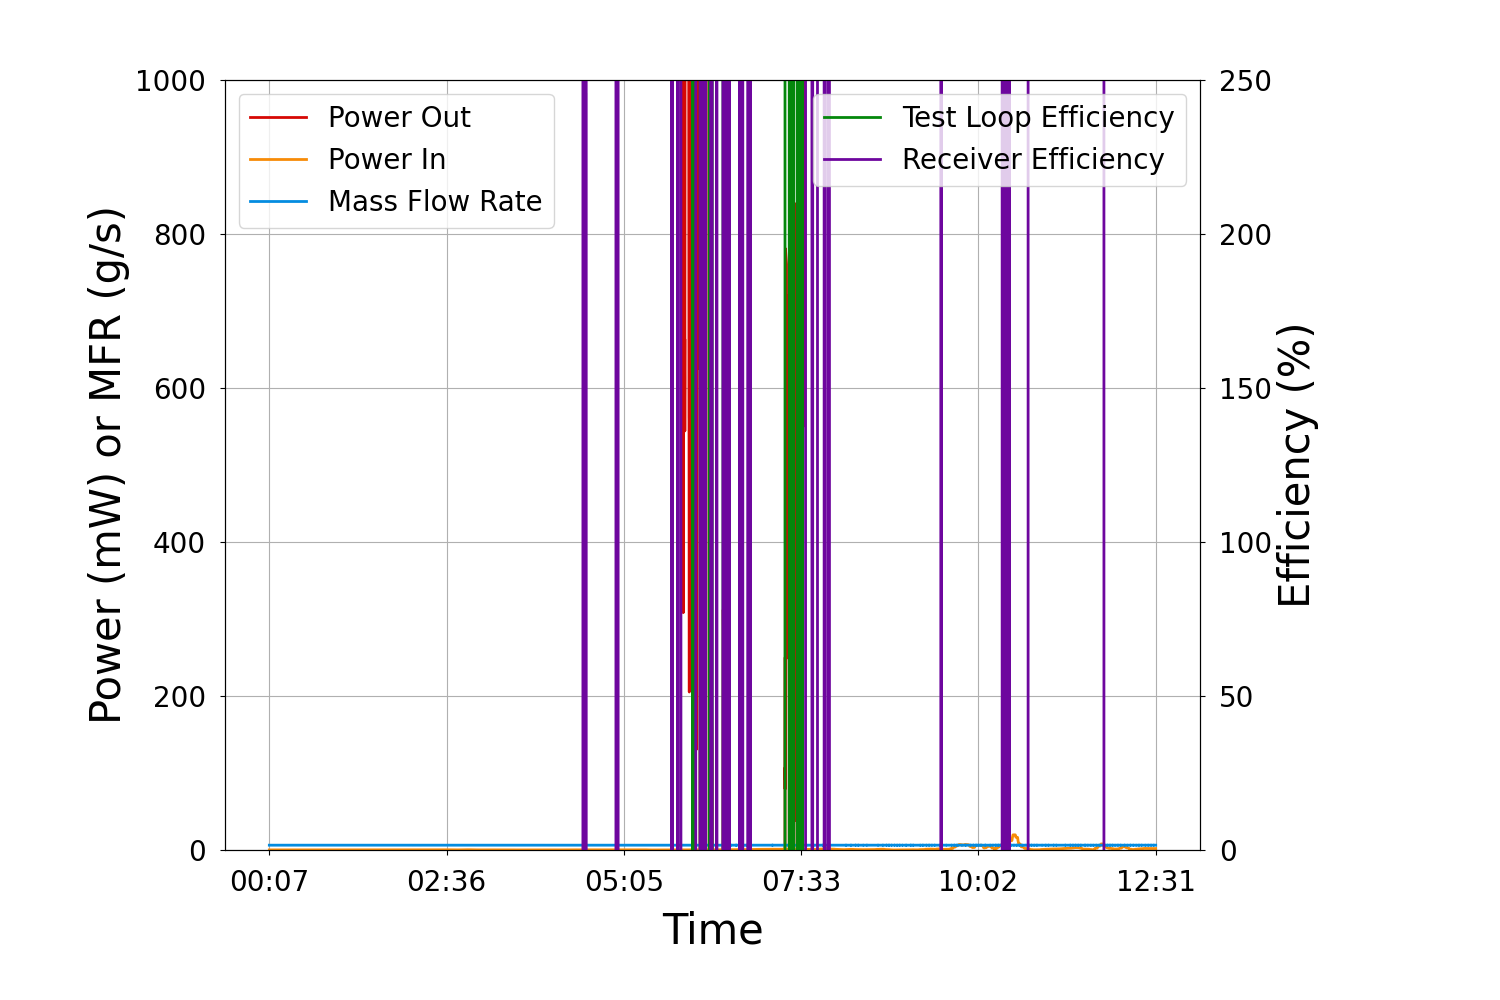 1000
800
600
400
200
0
Power (mW) or MFR (g/s)
Power Out
Power In
Mass Flow Rate
Test Loop Efficiency
Receiver Efficiency
250
200
150
100
50
0
Efficiency (%)
00:07 02:36 05:05 07:33 10:02 12:31
Time